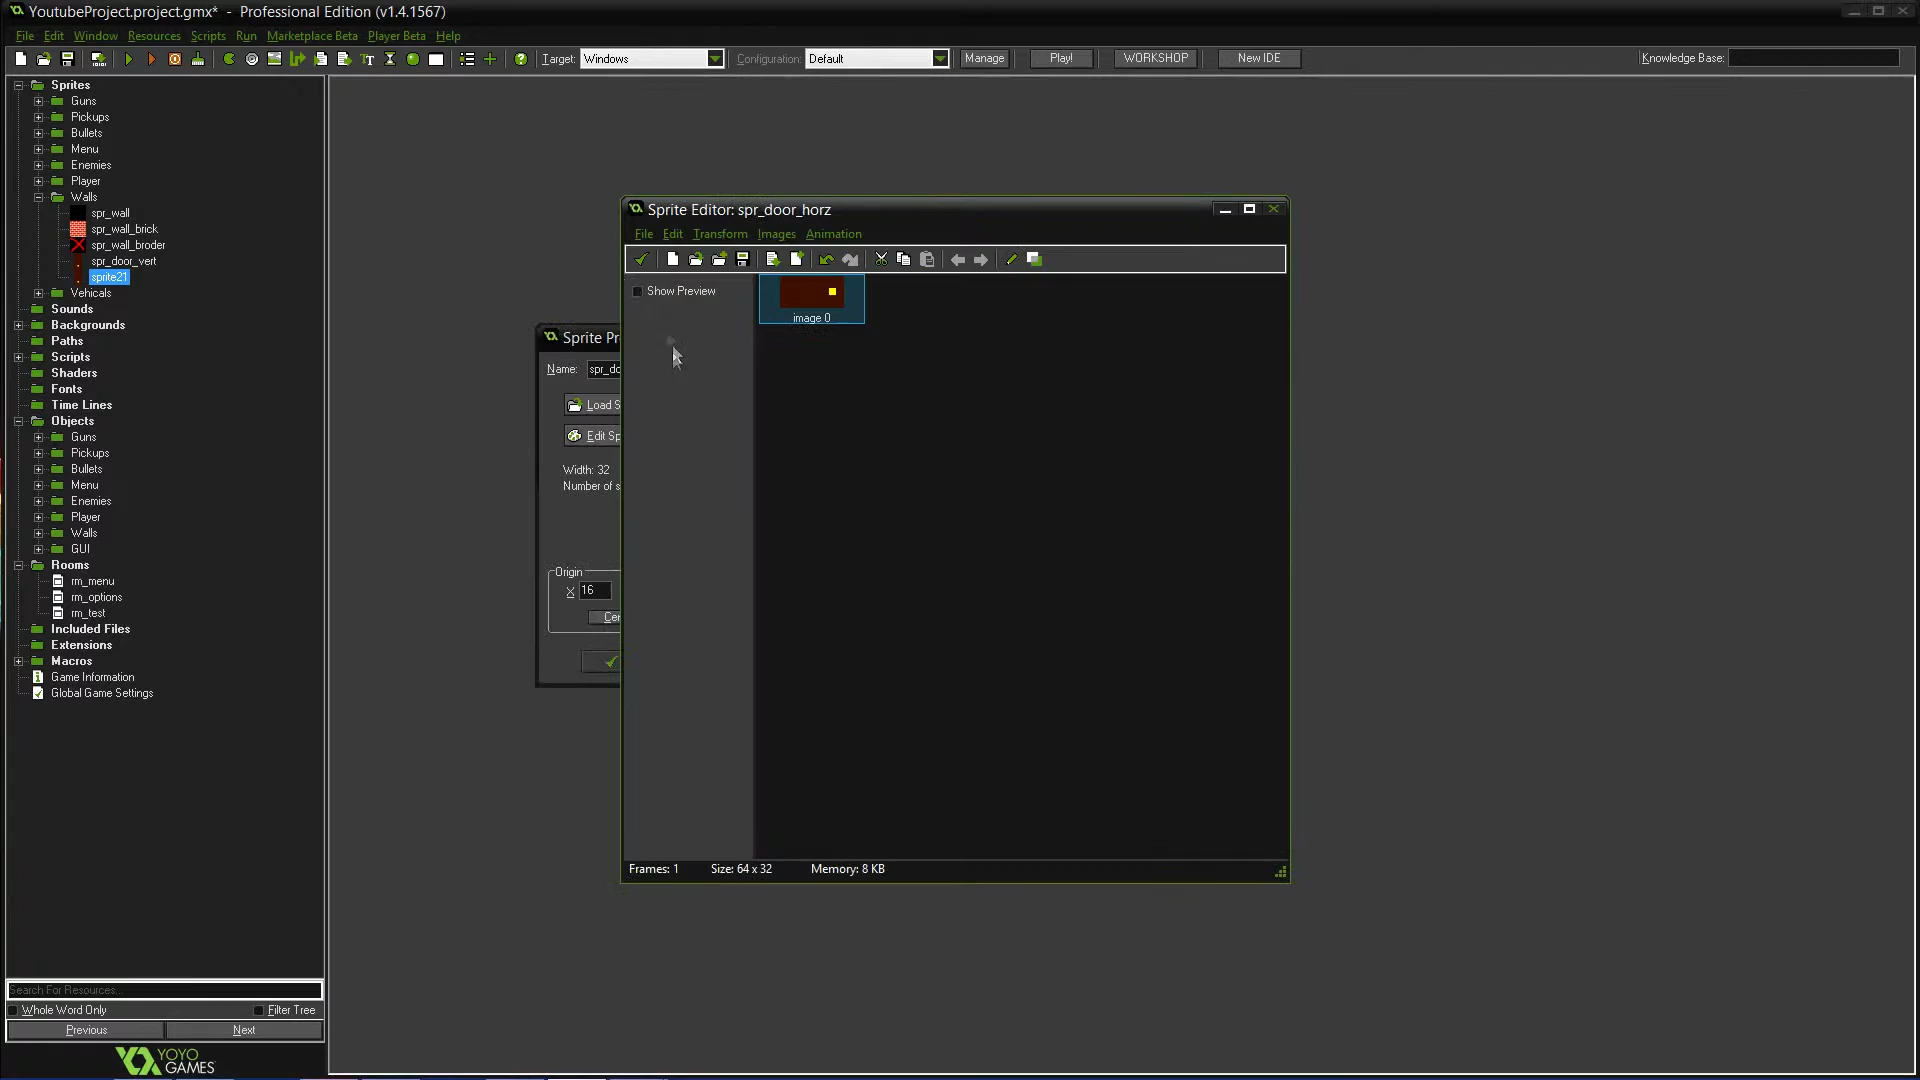 YoutubeProject.project.gmx* - Professional Edition (v1.4.1567)
File Edit Window Resources Scripts Run Marketplace Beta Player Beta Help
Target: Windows Configuration: Default Manage Play! WORKSHOP New IDE Knowledge Base:
Sprites
Guns
Pickups
Bullets
Menu
Enemies
Player
Walls
spr_wall
spr_wall_brick
spr_wall_broder
spr_door_vert
sprite21
Vehicals
Sounds
Backgrounds
Paths
Scripts
Shaders
Fonts
Time Lines
Objects
Guns
Pickups
Bullets
Menu
Enemies
Player
Walls
GUI
Rooms
rm_menu
rm_options
rm_test
Included Files
Extensions
Macros
Game Information
Global Game Settings
Search For Resources...
Whole Word Only Filter Tree
Previous Next
YOYO
GAMES
Sprite Pr
Name: spr_do
Load S
Edit Sp
Width: 32
Number of s
Origin
X 16
Cer
Sprite Editor: spr_door_horz
File Edit Transform Images Animation
Show Preview
image 0
Frames: 1 Size: 64 x 32 Memory: 8 KB